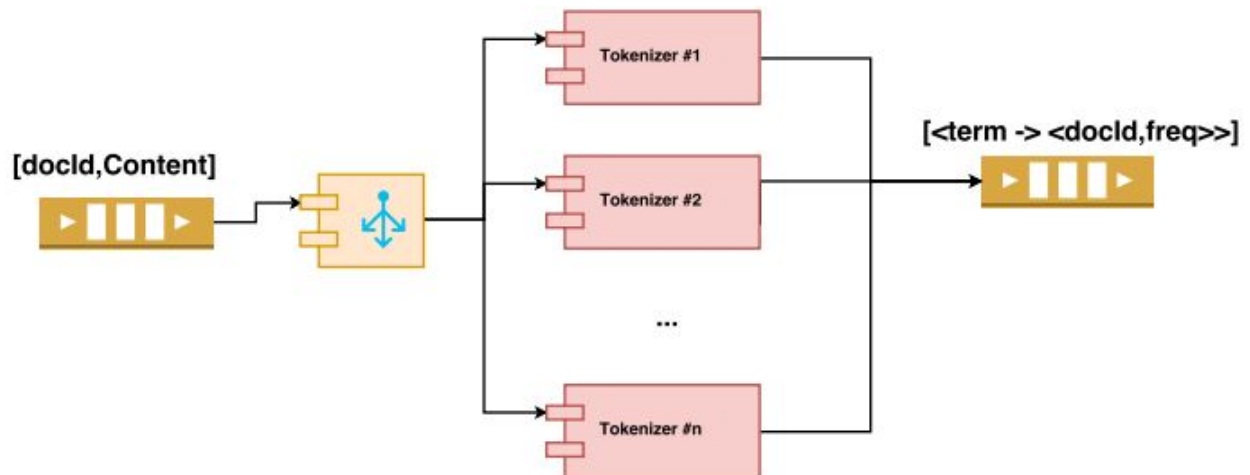 Tokenizer #1
[<term -> <docId,freq>>]
[docId,Content]
Tokenizer #2
...
Tokenizer #n